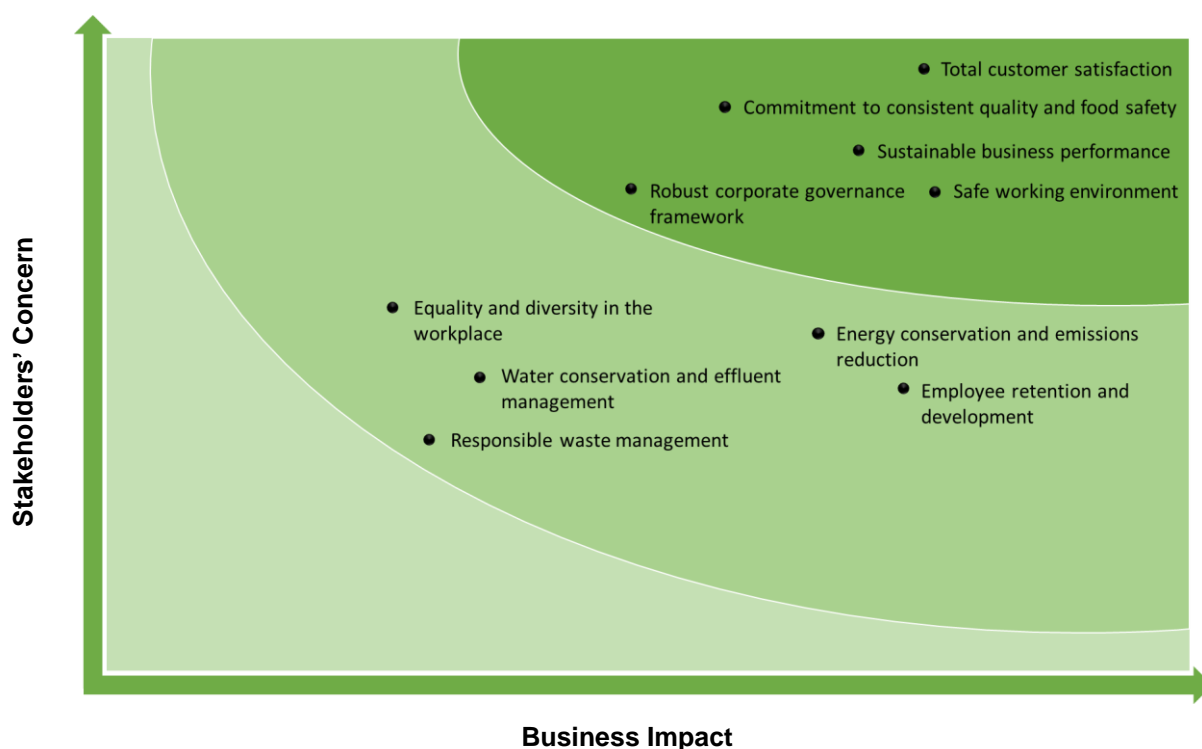 Total customer satisfaction
Commitment to consistent quality and food safety
Sustainable business performance
Robust corporate governance
framework
Safe working environment
Equality and diversity in the
workplace
Energy conservation and emissions
reduction
Water conservation and effluent
management
Employee retention and
development
Responsible waste management
Stakeholders’ Concern
Business Impact